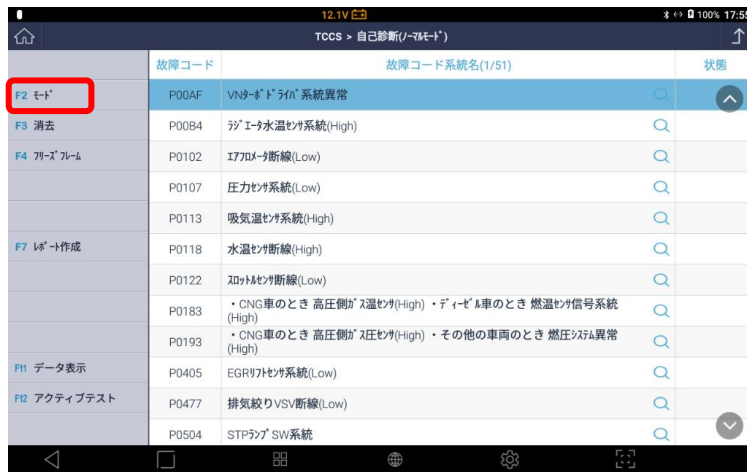 12.1V
100% 17:55
TCCS > 自己診断(ﾉｰﾏﾙﾓｰﾄﾞ)
故障コード 故障コード系統名(1/51) 状態
F2 ﾓｰﾄﾞ
P00AF VNﾀｰﾎﾞﾄﾞﾗｲﾊﾞ系統異常
F3 消去
P00B4 ﾗｼﾞｴｰﾀ水温ｾﾝｻ系統(High)
F4 ﾌﾘｰｽﾞﾌﾚｰﾑ
P0102 ｴｱﾌﾛﾒｰﾀ断線(Low)
P0107 圧力ｾﾝｻ系統(Low)
P0113 吸気温ｾﾝｻ系統(High)
F7 ﾚﾎﾟｰﾄ作成
P0118 水温ｾﾝｻ断線(High)
P0122 ｽﾛｯﾄﾙｾﾝｻ断線(Low)
P0183 ・CNG車のとき 高圧側ｶﾞｽ温ｾﾝｻ(High) ・ﾃﾞｨｰｾﾞﾙ車のとき 燃温ｾﾝｻ信号系統
(High)
P0193 ・CNG車のとき 高圧側ｶﾞｽ圧ｾﾝｻ(High) ・その他の車両のとき 燃圧ｼｽﾃﾑ異常
(High)
F11 データ表示
P0405 EGRﾘﾌﾄｾﾝｻ系統(Low)
F12 アクティブテスト
P0477 排気絞りVSV断線(Low)
P0504 STPﾗﾝﾌﾟSW系統